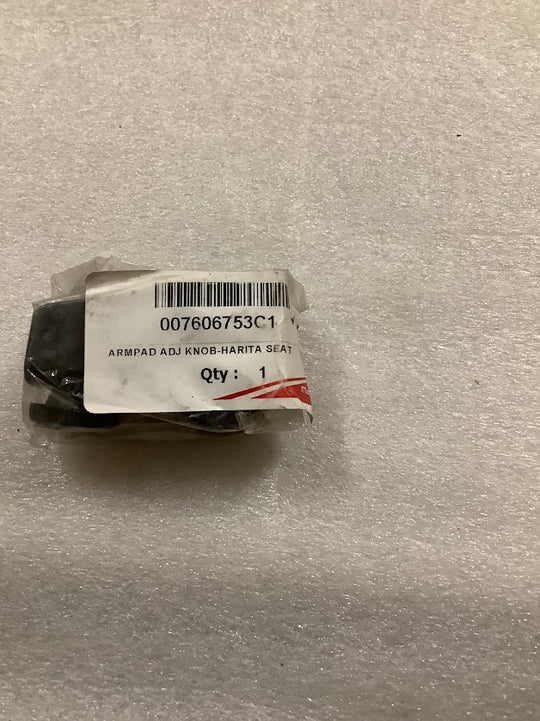 007606753C1
ARMPAD ADJ KNOB-HARITA SEAT
Qty : 1